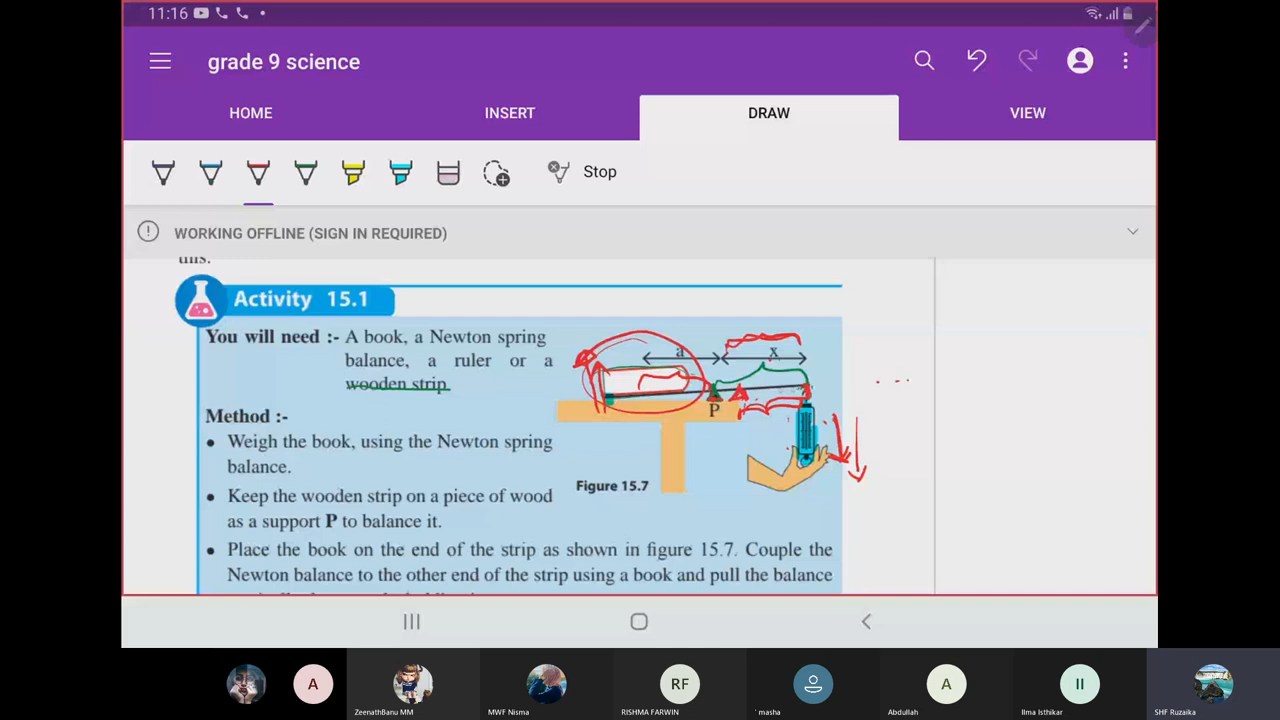 11:16
grade 9 science
HOME INSERT DRAW VIEW
Stop
WORKING OFFLINE (SIGN IN REQUIRED)
this.
Activity 15.1
You will need :- A book, a Newton spring
balance, a ruler or a
wooden strip
a x
P
Figure 15.7
Method :-
• Weigh the book, using the Newton spring
balance.
• Keep the wooden strip on a piece of wood
as a support P to balance it.
• Place the book on the end of the strip as shown in figure 15.7. Couple the
Newton balance to the other end of the strip using a book and pull the balance
A RF A II
ZeenathBanu MM MWF Nisma RISHMA FARWIN ' masha Abdullah Ilma Isthikar SHF Ruzaika